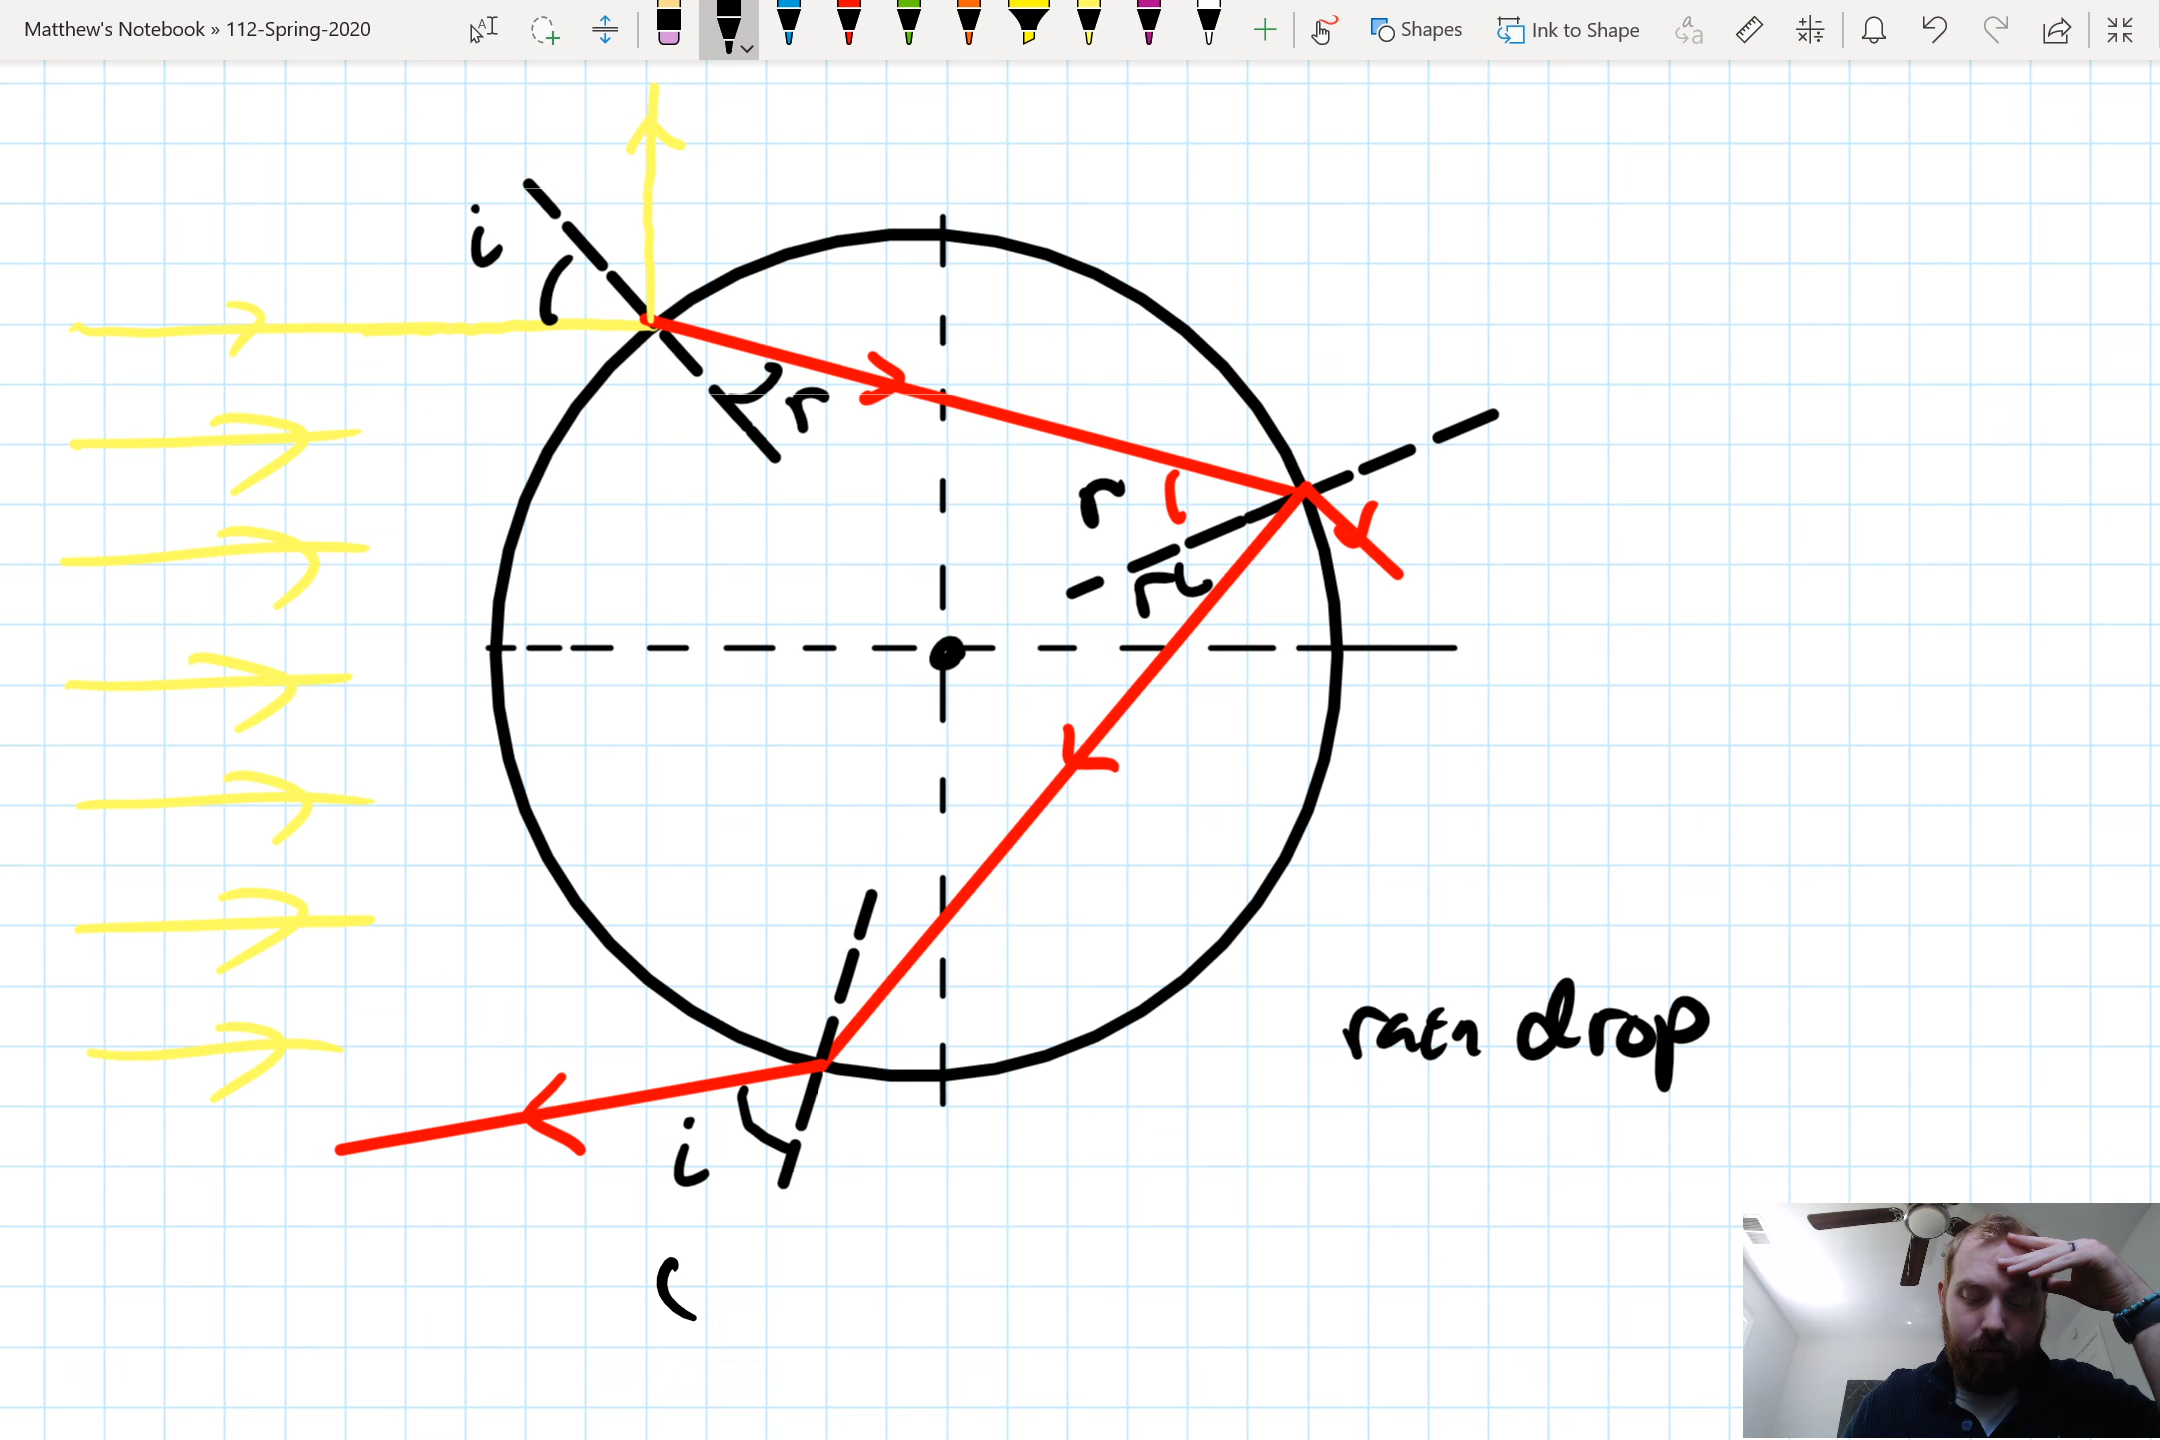 Matthew's Notebook » 112-Spring-2020
Shapes
Ink to Shape
i
r
r
r
i
rain drop